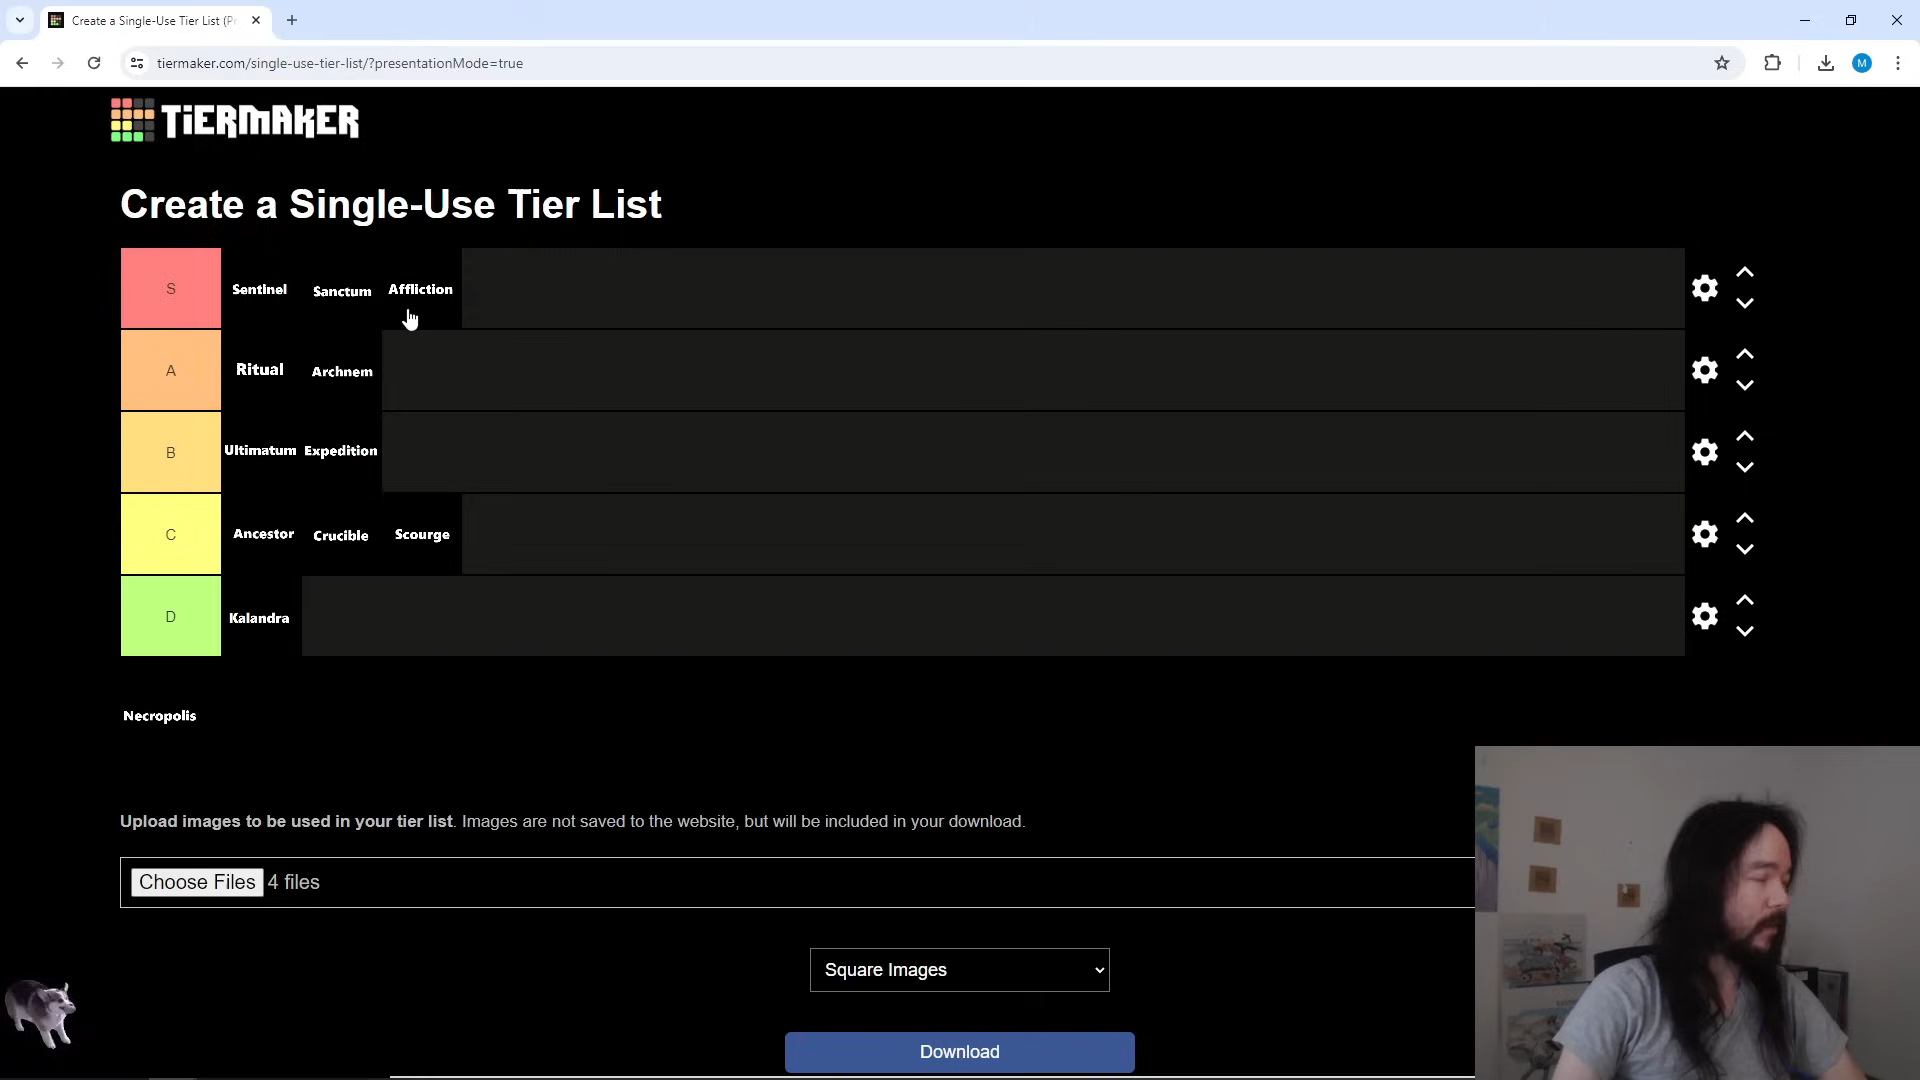 Create a Single-Use Tier List (P
tiermaker.com/single-use-tier-list/?presentationMode=true
M
TiERMAKER
Create a Single-Use Tier List
S Sentinel Sanctum Affliction
A Ritual Archnem
B Ultimatum Expedition
C Ancestor Crucible Scourge
D Kalandra
Necropolis
Upload images to be used in your tier list. Images are not saved to the website, but will be included in your download.
Choose Files 4 files
Square Images
Download